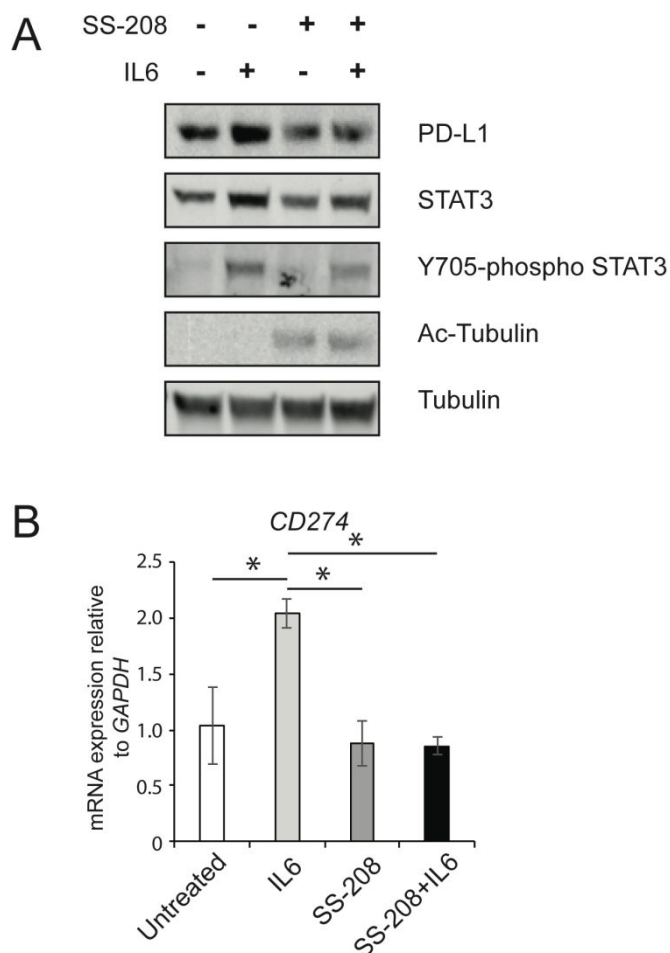 A
SS-208 - - + +
IL6 - + - +
PD-L1
STAT3
Y705-phospho STAT3
Ac-Tubulin
Tubulin
B
CD274
*
*
*
mRNA expression relative
to GAPDH
2.5
2.0
1.5
1.0
0.5
0
Untreated
IL6
SS-208
SS-208+IL6